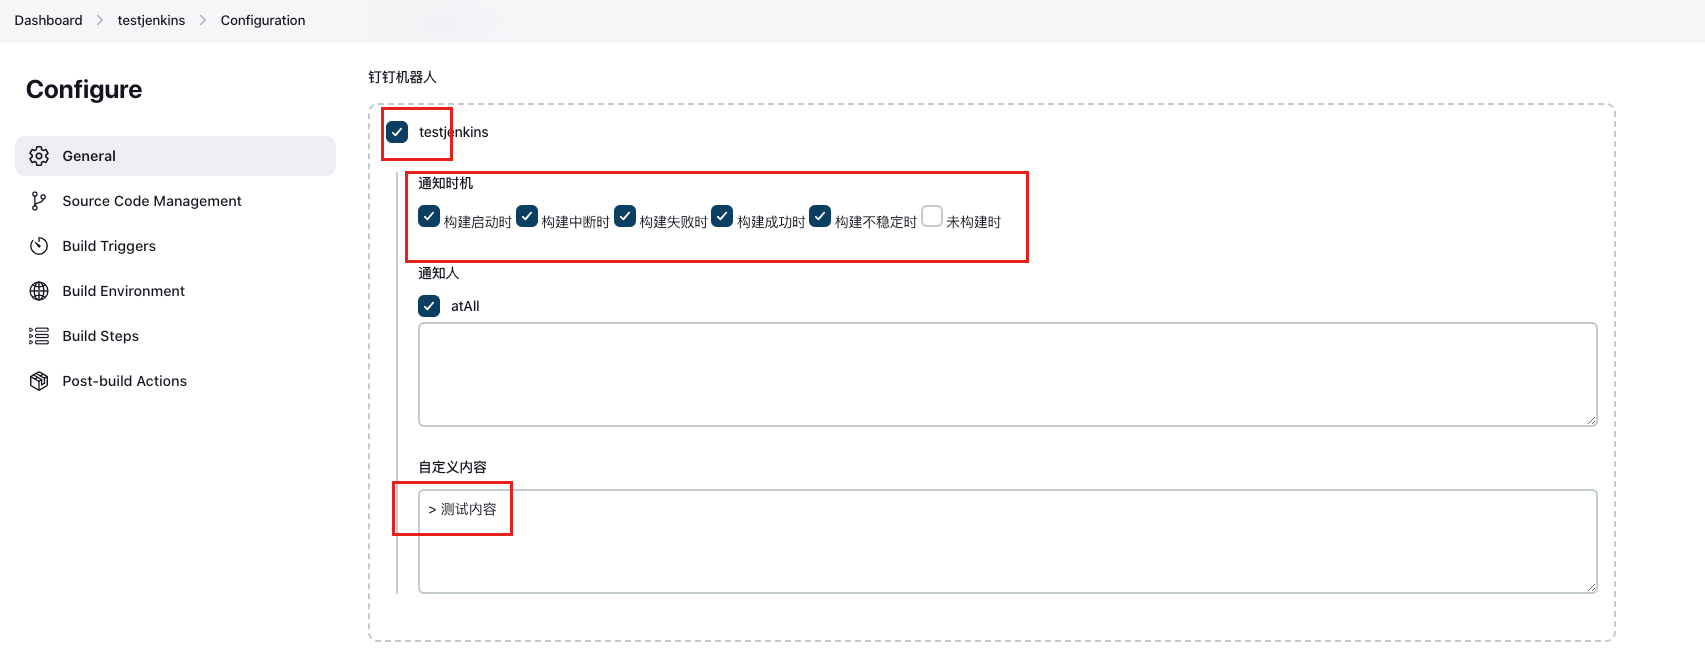 Dashboard > testjenkins > Configuration
Configure
General
Source Code Management
Build Triggers
Build Environment
Build Steps
Post-build Actions
钉钉机器人
testjenkins
通知时机
构建启动时 构建中断时 构建失败时 构建成功时 构建不稳定时 未构建时
通知人
atAll
自定义内容
> 测试内容